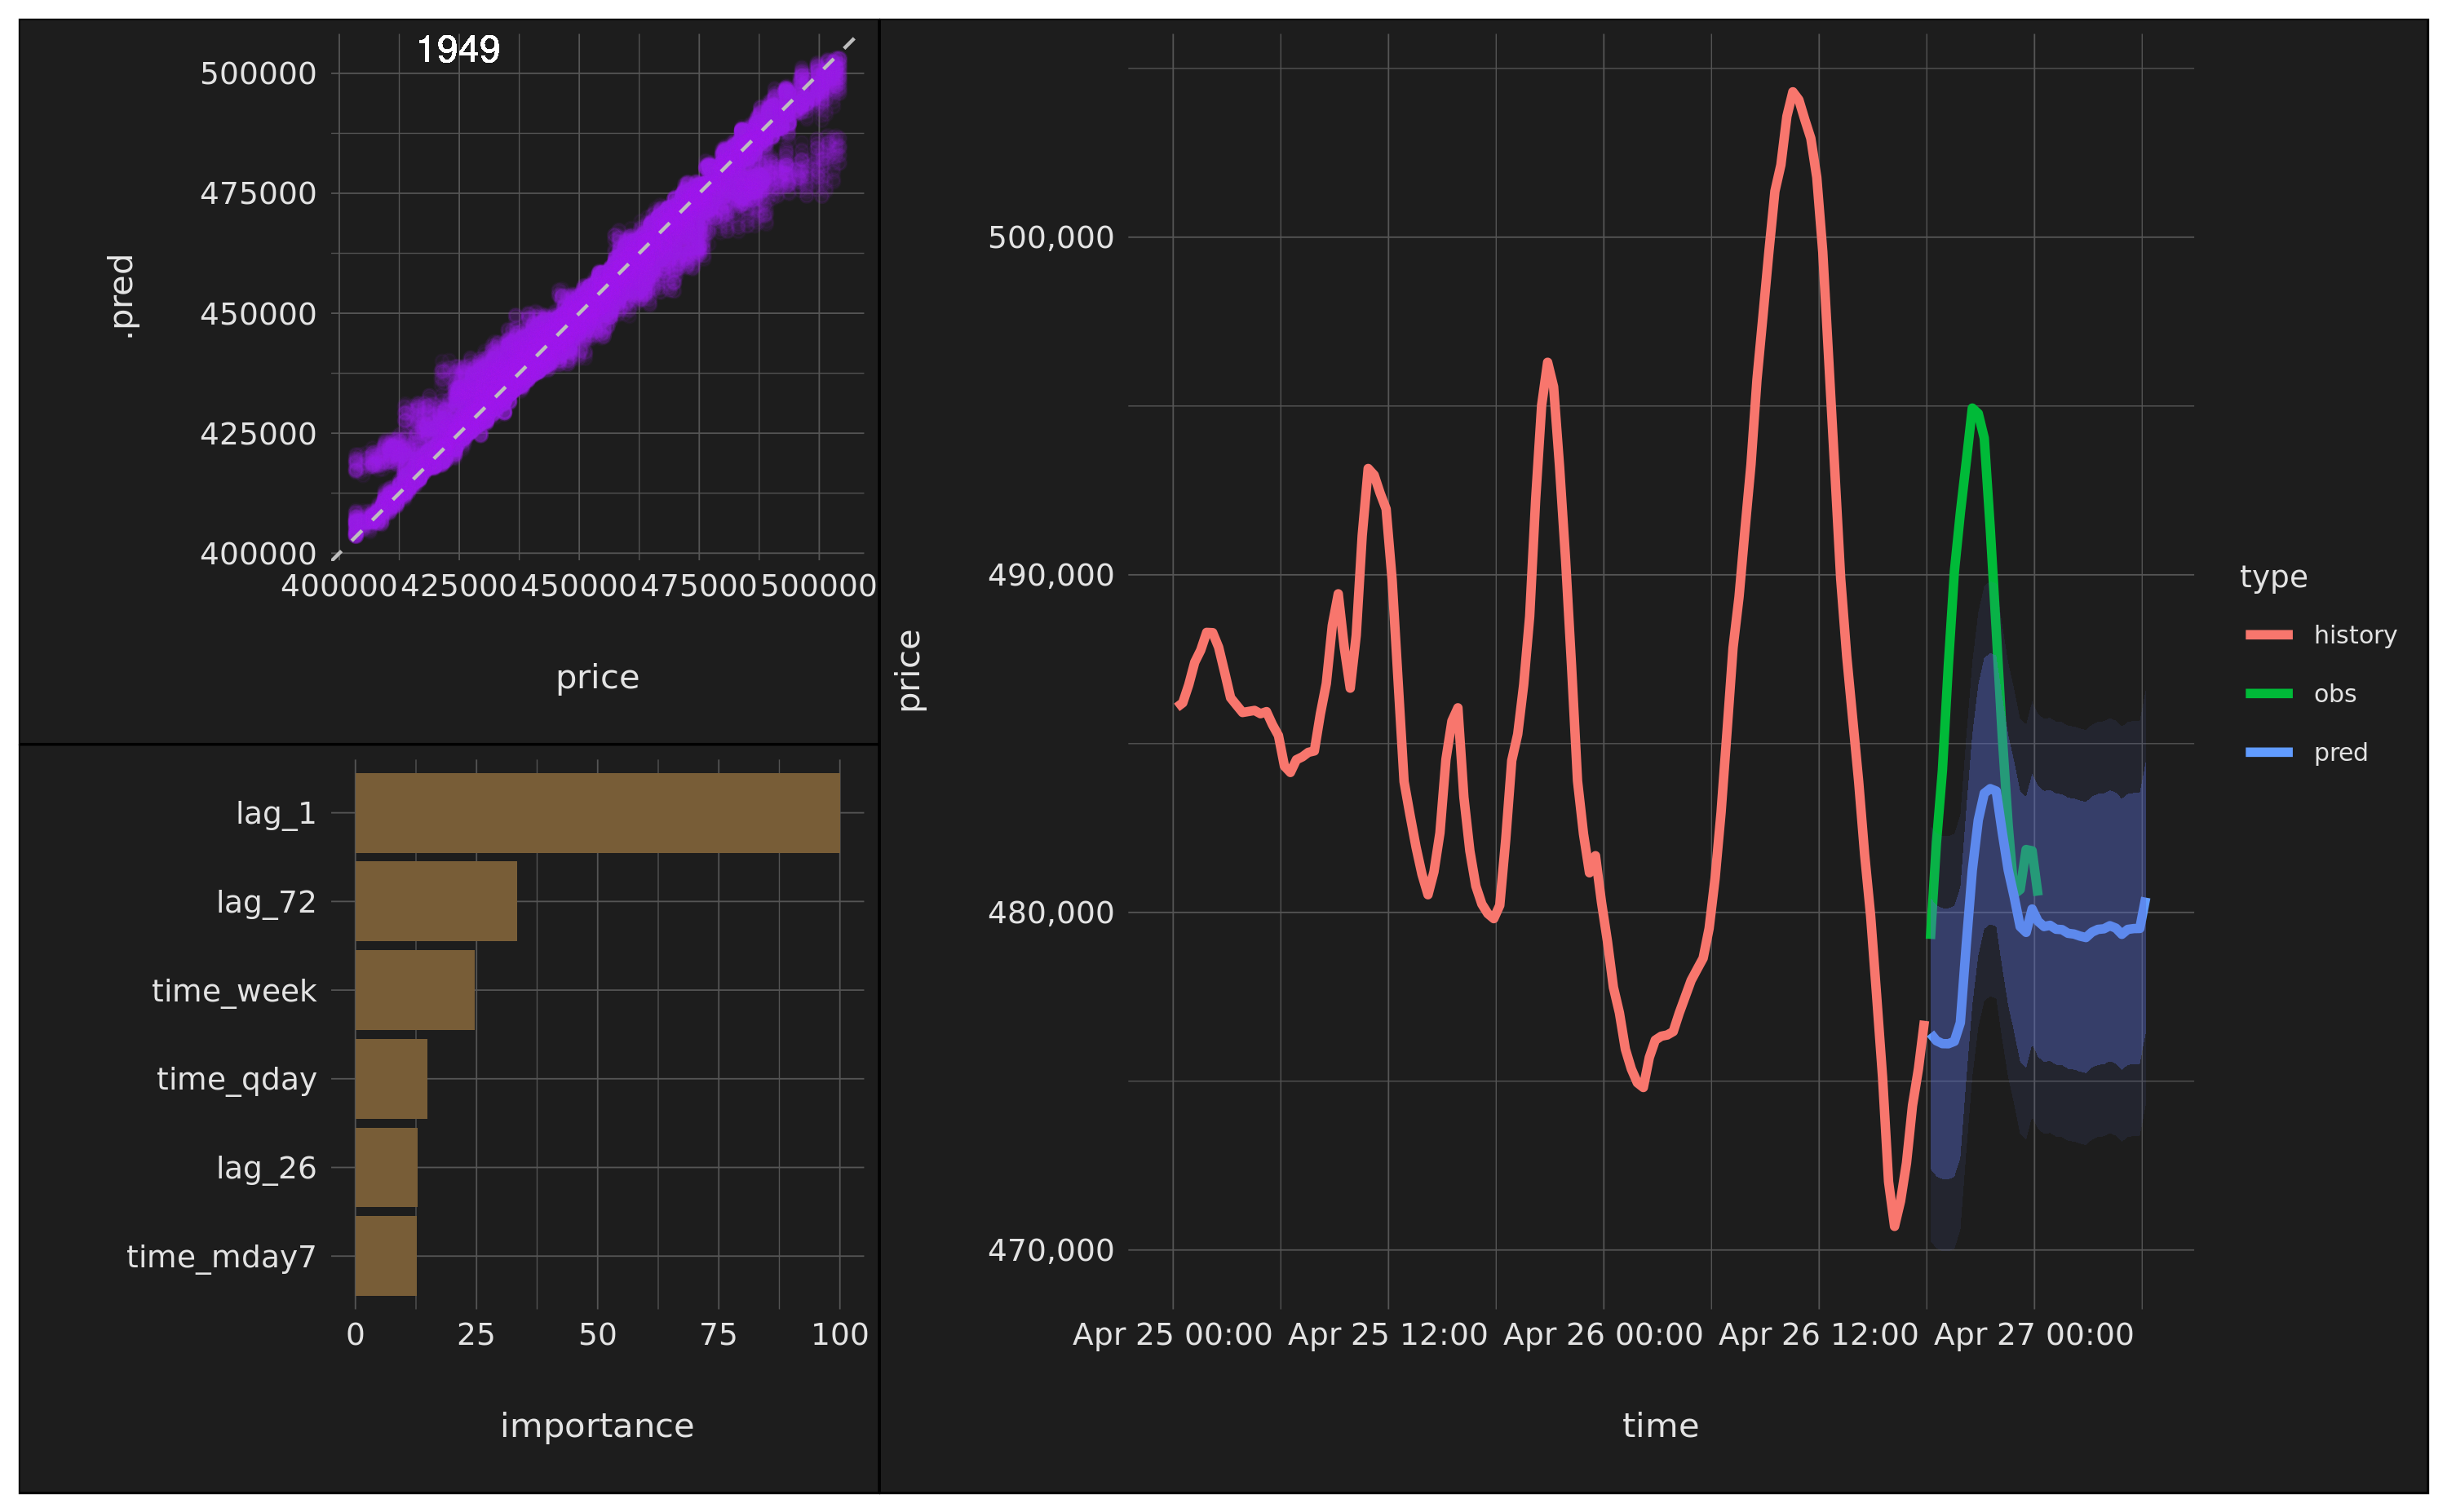 1949
500000
475000
450000
425000
400000
.pred
400000 425000 450000 475000 500000
price
lag_1
lag_72
time_week
time_qday
lag_26
time_mday7
0 25 50 75 100
importance
500,000
490,000
480,000
470,000
price
Apr 25 00:00 Apr 25 12:00 Apr 26 00:00 Apr 26 12:00 Apr 27 00:00
time
type
history
obs
pred